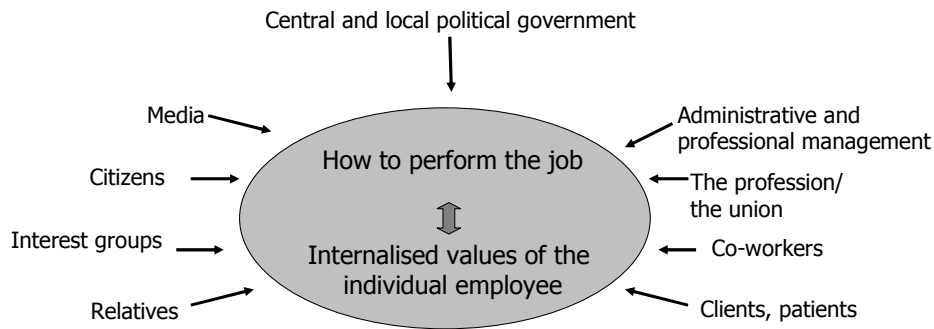 Central and local political government
Media
Administrative and
professional management
How to perform the job
Citizens
The profession/
the union
Interest groups
Co-workers
Internalised values of the
individual employee
Relatives
Clients, patients